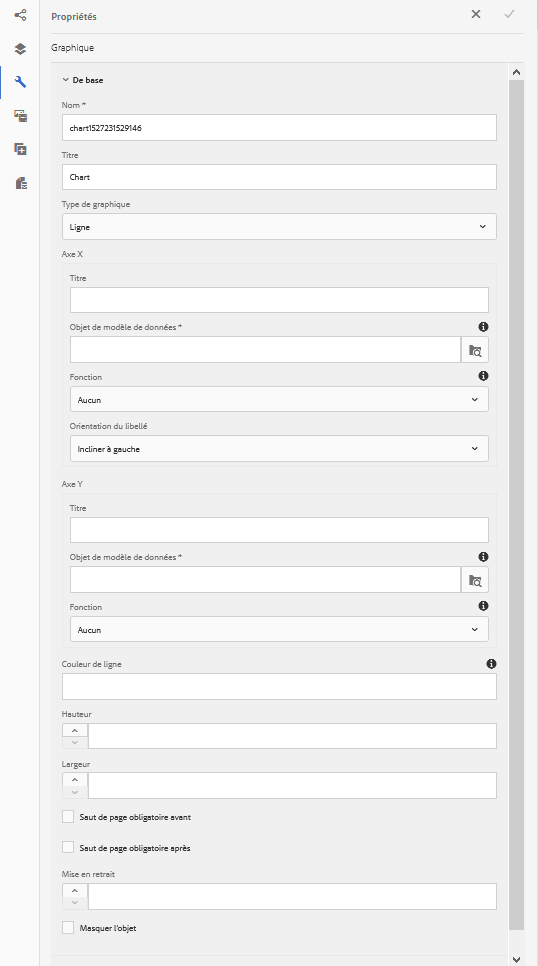 Propriétés
Graphique
De base
Nom *
chart1527231529146
Titre
Chart
Type de graphique
Ligne
Axe X
Titre
Objet de modèle de données *
Fonction
Aucun
Orientation du libellé
Incliner à gauche
Axe Y
Titre
Objet de modèle de données *
Fonction
Aucun
Couleur de ligne
Hauteur
Largeur
Saut de page obligatoire avant
Saut de page obligatoire après
Mise en retrait
Masquer l'objet